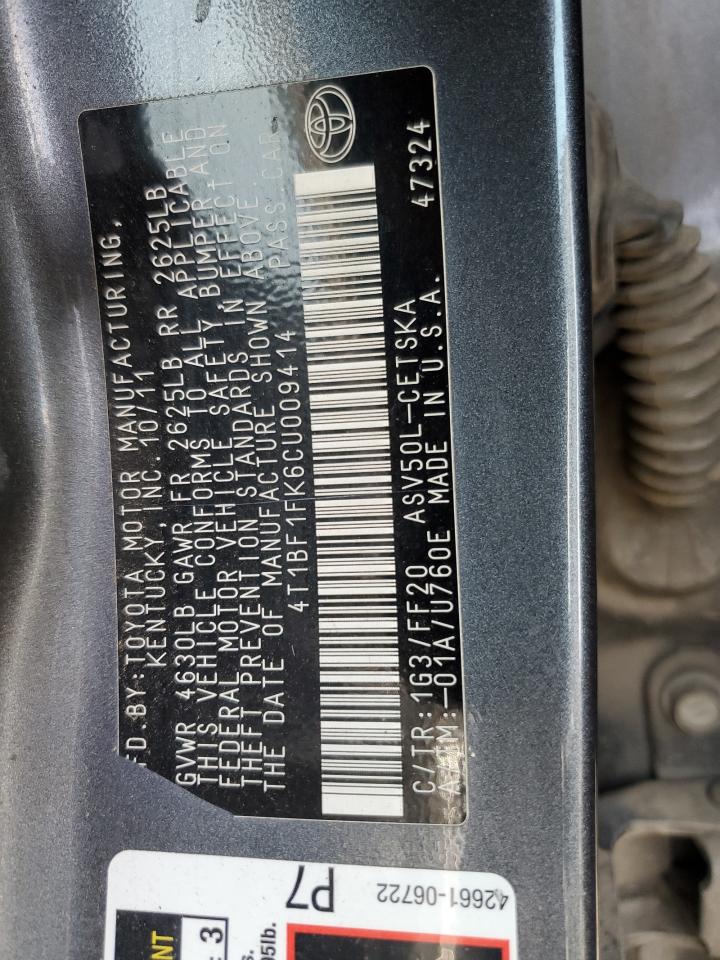 MFD.BY:TOYOTA MOTOR MANUFACTURING,
KENTUCKY, INC. 10/11
GVWR 4630LB GAWR FR 2625LB RR 2625LB
THIS VEHICLE CONFORMS TO ALL APPLICABLE
FEDERAL MOTOR VEHICLE SAFETY, BUMPER AND
THEFT PREVENTION STANDARDS IN EFFECT ON
THE DATE OF MANUFACTURE SHOWN ABOVE.
4T1BF1FK6CU009414 PASS.CAR
C/TR:1G3/FF20 ASV50L-CETSKA
A/TM:-01A/U760E MADE IN U.S.A. 47324
42661-06722
P7
3
5lb.